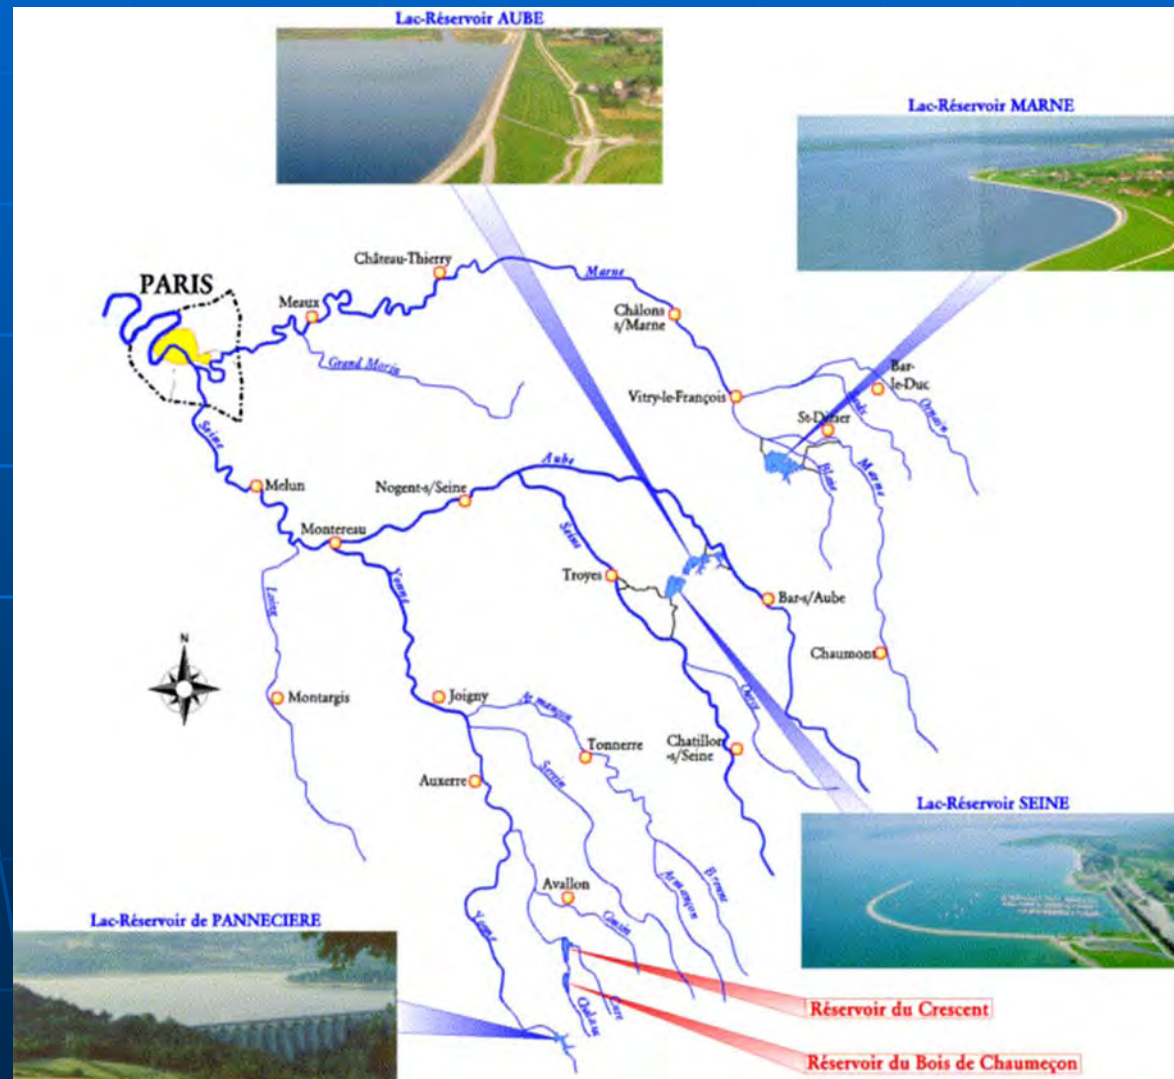 Lac-Réservoir AUBE
Lac-Réservoir MARNE
Château-Thierry
Marne
PARIS
Meaux
Châlons
s/Marne
Grand Morin
Bar-
le-Duc
Vitry-le-François
Ornain
St-Dizier
Seine
Aube
Blaise
Marne
Melun
Nogent-s/Seine
Montereau
Seine
Troyes
Yonne
Loing
Bar-s/Aube
N
Chaumont
Montargis
Joigny
Armançon
Ource
Tonnerre
Chatillon
-s/Seine
Serein
Auxerre
Lac-Réservoir SEINE
Avallon
Armançon
Brenne
Cousin
Yonne
Lac-Réservoir de PANNECIERE
Cure
Réservoir du Crescent
Réservoir du Bois de Chaumeçon